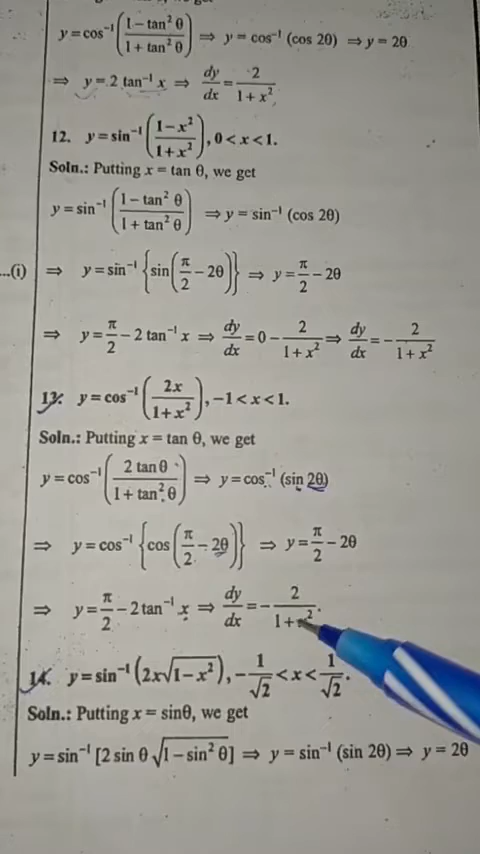 y = cos⁻¹((1 − tan² θ)/(1 + tan² θ)) ⇒ y = cos⁻¹ (cos 2θ) ⇒ y = 2θ
⇒ y = 2 tan⁻¹ x ⇒ dy/dx = 2/(1 + x²)
12. y = sin⁻¹((1 − x²)/(1 + x²)), 0 < x < 1.
Soln.: Putting x = tan θ, we get
y = sin⁻¹((1 − tan² θ)/(1 + tan² θ)) ⇒ y = sin⁻¹ (cos 2θ)
...(i) ⇒ y = sin⁻¹{sin(π/2 − 2θ)} ⇒ y = π/2 − 2θ
⇒ y = π/2 − 2 tan⁻¹ x ⇒ dy/dx = 0 − 2/(1 + x²) ⇒ dy/dx = − 2/(1 + x²)
13. y = cos⁻¹(2x/(1 + x²)), −1 < x < 1.
Soln.: Putting x = tan θ, we get
y = cos⁻¹(2 tan θ/(1 + tan² θ)) ⇒ y = cos⁻¹ (sin 2θ)
⇒ y = cos⁻¹{cos(π/2 − 2θ)} ⇒ y = π/2 − 2θ
⇒ y = π/2 − 2 tan⁻¹ x ⇒ dy/dx = − 2/(1 + x²).
14. y = sin⁻¹(2x√(1 − x²)), − 1/√2 < x < 1/√2.
Soln.: Putting x = sinθ, we get
y = sin⁻¹ [2 sin θ √(1 − sin² θ)] ⇒ y = sin⁻¹ (sin 2θ) ⇒ y = 2θ